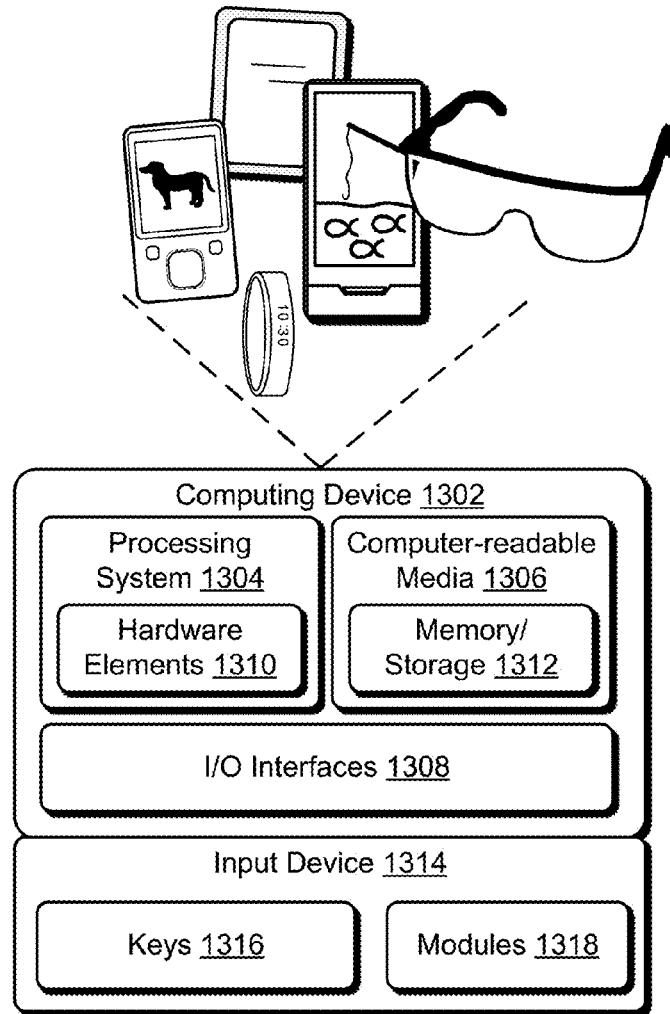 10:30
Computing Device 1302
Processing
System 1304
Computer-readable
Media 1306
Hardware
Elements 1310
Memory/
Storage 1312
I/O Interfaces 1308
Input Device 1314
Keys 1316
Modules 1318